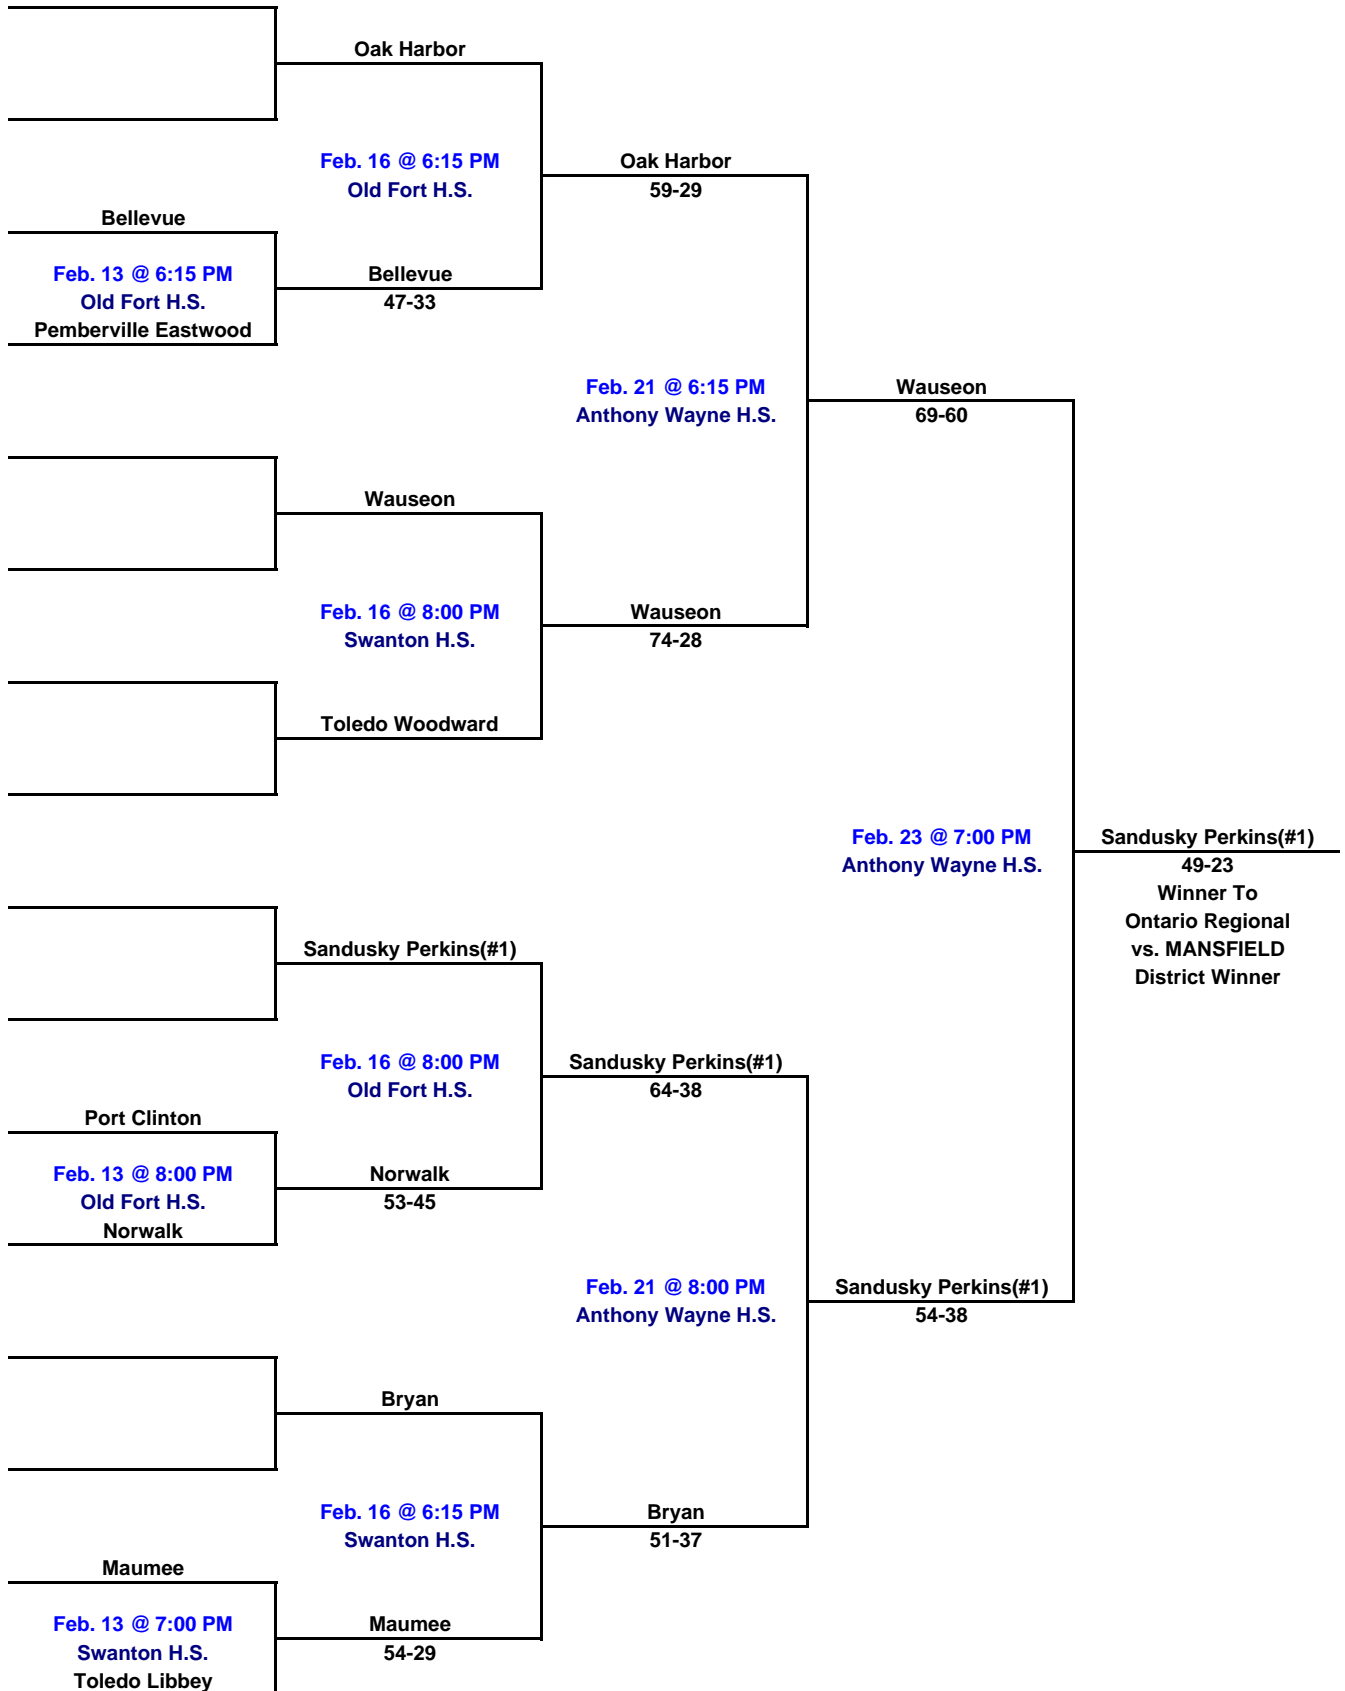 Oak Harbor
Feb. 16 @ 6:15 PM
Old Fort H.S.
Oak Harbor
59-29
Bellevue
Feb. 13 @ 6:15 PM
Old Fort H.S.
Pemberville Eastwood
Bellevue
47-33
Feb. 21 @ 6:15 PM
Anthony Wayne H.S.
Wauseon
69-60
Wauseon
Feb. 16 @ 8:00 PM
Swanton H.S.
Wauseon
74-28
Toledo Woodward
Feb. 23 @ 7:00 PM
Anthony Wayne H.S.
Sandusky Perkins(#1)
49-23
Winner To
Ontario Regional
vs. MANSFIELD
District Winner
Sandusky Perkins(#1)
Feb. 16 @ 8:00 PM
Old Fort H.S.
Sandusky Perkins(#1)
64-38
Port Clinton
Feb. 13 @ 8:00 PM
Old Fort H.S.
Norwalk
Norwalk
53-45
Feb. 21 @ 8:00 PM
Anthony Wayne H.S.
Sandusky Perkins(#1)
54-38
Bryan
Feb. 16 @ 6:15 PM
Swanton H.S.
Bryan
51-37
Maumee
Feb. 13 @ 7:00 PM
Swanton H.S.
Toledo Libbey
Maumee
54-29